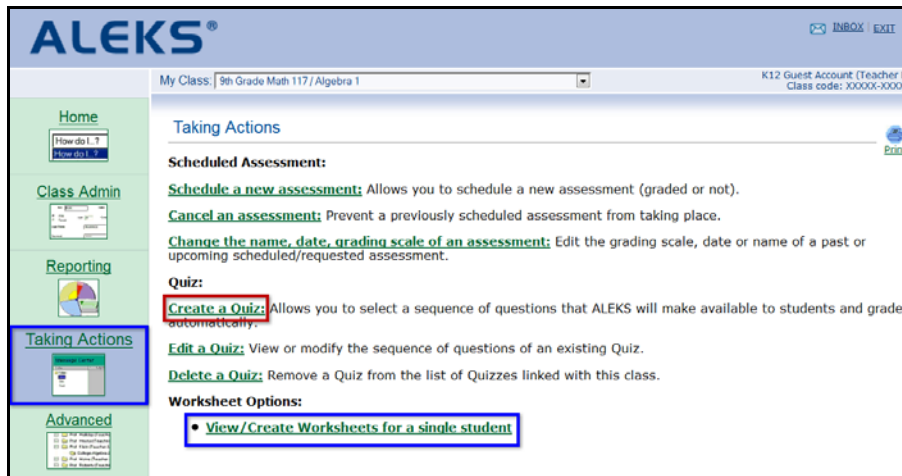 ALEKS®
INBOX | EXIT
My Class: 9th Grade Math 117 / Algebra 1
K12 Guest Account (Teacher
Class code: XXXXX-XXX
Home
How do I..?
How do I ..?
Class Admin
Reporting
Taking Actions
Advanced
Taking Actions
Print
Scheduled Assessment:
Schedule a new assessment: Allows you to schedule a new assessment (graded or not).
Cancel an assessment: Prevent a previously scheduled assessment from taking place.
Change the name, date, grading scale of an assessment: Edit the grading scale, date or name of a past or
upcoming scheduled/requested assessment.
Quiz:
Create a Quiz: Allows you to select a sequence of questions that ALEKS will make available to students and grade
automatically.
Edit a Quiz: View or modify the sequence of questions of an existing Quiz.
Delete a Quiz: Remove a Quiz from the list of Quizzes linked with this class.
Worksheet Options:
• View/Create Worksheets for a single student